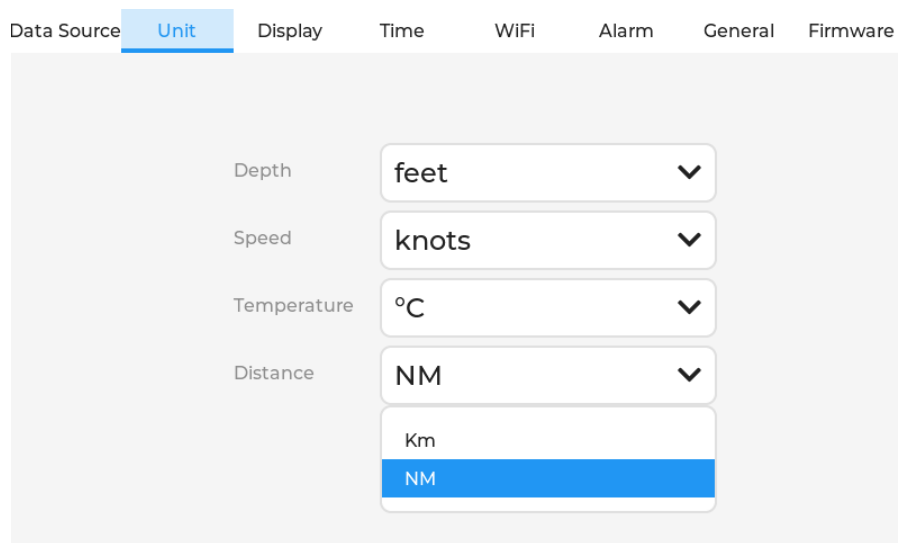 Data Source Unit Display Time WiFi Alarm General Firmware
Depth feet
Speed knots
Temperature °C
Distance NM
Km
NM